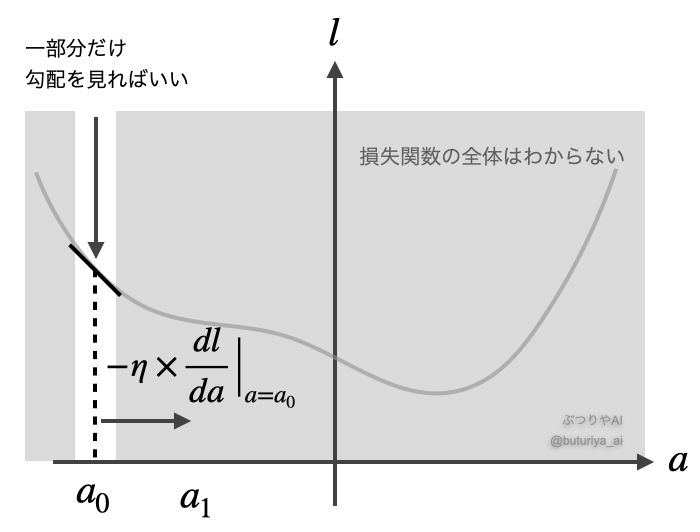 l
一部分だけ
勾配を見ればいい
損失関数の全体はわからない
−η × dl/da |a=a0
ぶつりやAI
@buturiya_ai
a
a0
a1